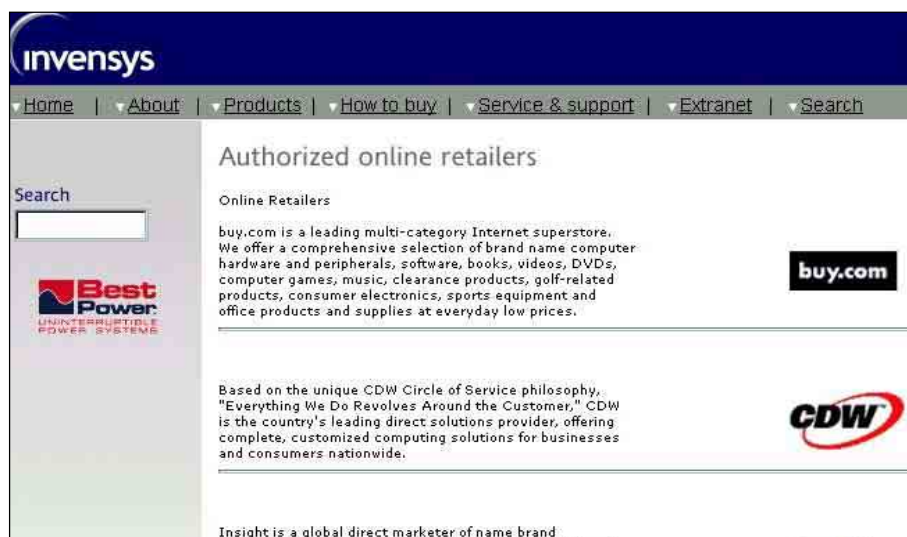 invensys
Home | About | Products | How to buy | Service & support | Extranet | Search
Authorized online retailers
Search
Online Retailers
buy.com is a leading multi-category Internet superstore.
We offer a comprehensive selection of brand name computer
hardware and peripherals, software, books, videos, DVDs,
computer games, music, clearance products, golf-related
products, consumer electronics, sports equipment and
office products and supplies at everyday low prices.
buy.com
Best
Power
UNINTERRUPTIBLE
POWER SYSTEMS
Based on the unique CDW Circle of Service philosophy,
"Everything We Do Revolves Around the Customer," CDW
is the country's leading direct solutions provider, offering
complete, customized computing solutions for businesses
and consumers nationwide.
CDW
Insight is a global direct marketer of name brand